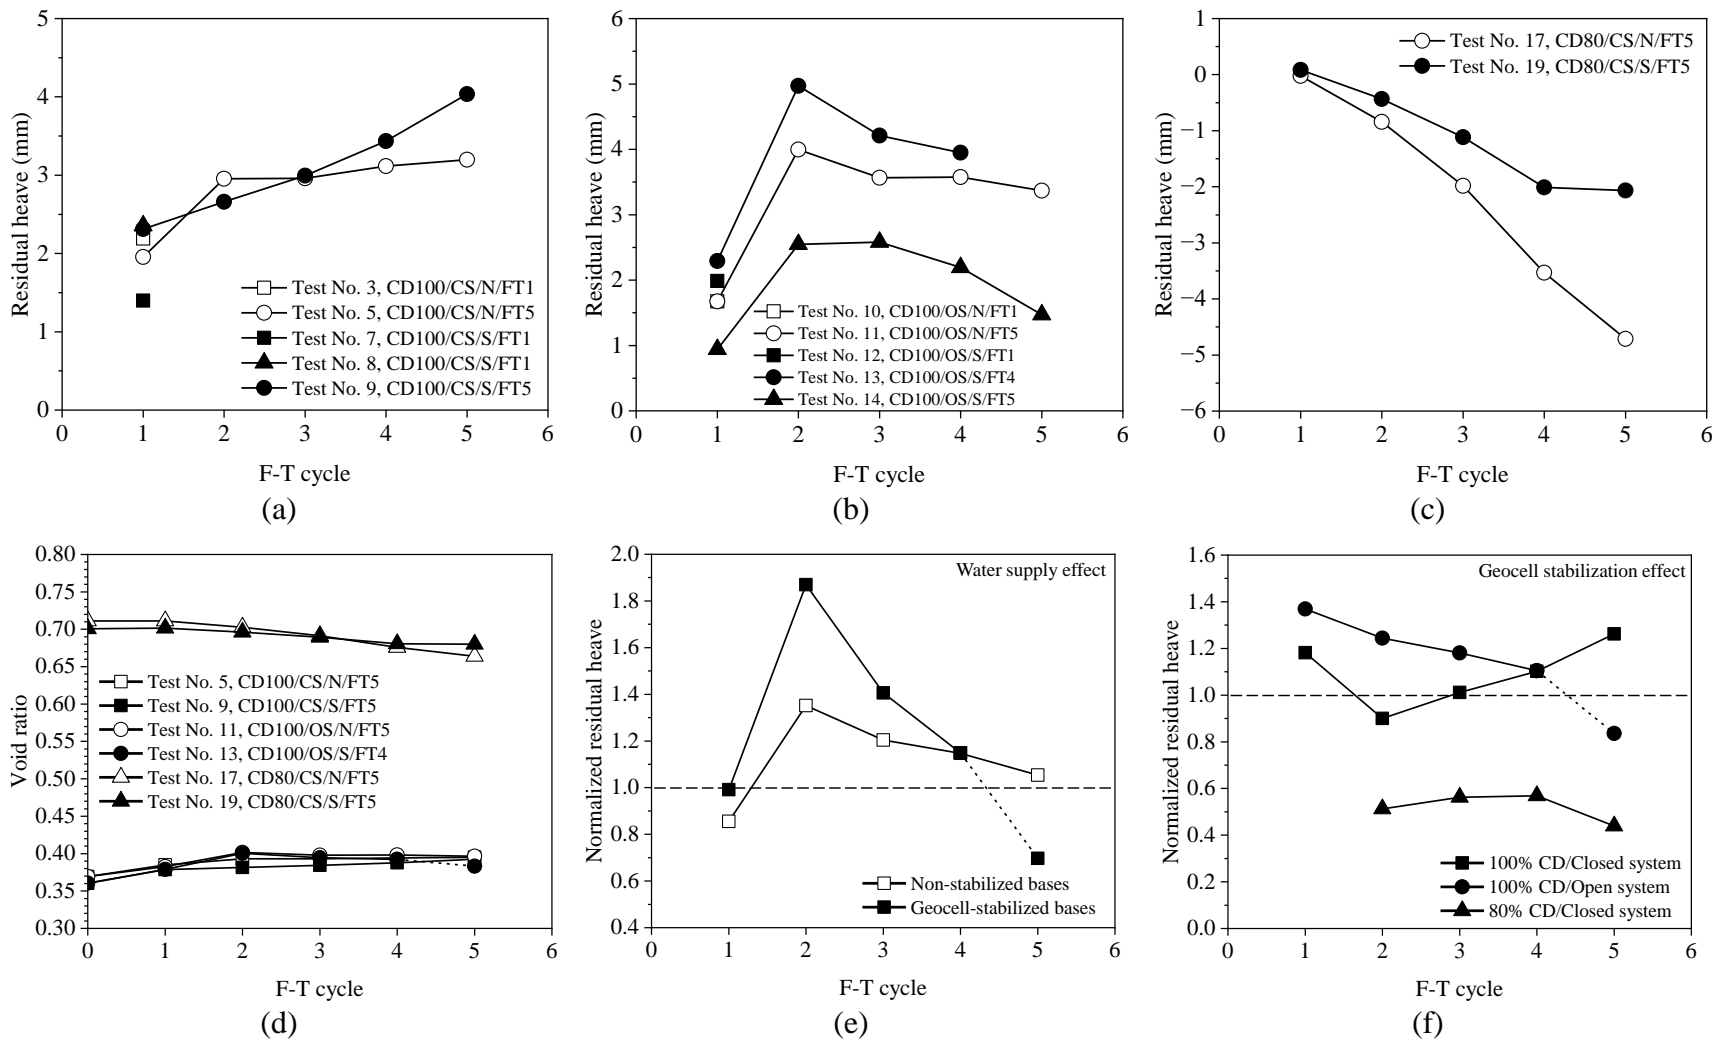 5
4
3
2
1
0
Residual heave (mm)
Test No. 3, CD100/CS/N/FT1
Test No. 5, CD100/CS/N/FT5
Test No. 7, CD100/CS/S/FT1
Test No. 8, CD100/CS/S/FT1
Test No. 9, CD100/CS/S/FT5
0 1 2 3 4 5 6
F-T cycle
(a)
6
5
4
3
2
1
0
Residual heave (mm)
Test No. 10, CD100/OS/N/FT1
Test No. 11, CD100/OS/N/FT5
Test No. 12, CD100/OS/S/FT1
Test No. 13, CD100/OS/S/FT4
Test No. 14, CD100/OS/S/FT5
0 1 2 3 4 5 6
F-T cycle
(b)
1
0
−1
−2
−3
−4
−5
−6
Residual heave (mm)
Test No. 17, CD80/CS/N/FT5
Test No. 19, CD80/CS/S/FT5
0 1 2 3 4 5 6
F-T cycle
(c)
0.80
0.75
0.70
0.65
0.60
0.55
0.50
0.45
0.40
0.35
0.30
Void ratio
Test No. 5, CD100/CS/N/FT5
Test No. 9, CD100/CS/S/FT5
Test No. 11, CD100/OS/N/FT5
Test No. 13, CD100/OS/S/FT4
Test No. 17, CD80/CS/N/FT5
Test No. 19, CD80/CS/S/FT5
0 1 2 3 4 5 6
F-T cycle
(d)
2.0
1.8
1.6
1.4
1.2
1.0
0.8
0.6
0.4
Normalized residual heave
Water supply effect
Non-stabilized bases
Geocell-stabilized bases
0 1 2 3 4 5 6
F-T cycle
(e)
1.6
1.4
1.2
1.0
0.8
0.6
0.4
0.2
0.0
Normalized residual heave
Geocell stabilization effect
100% CD/Closed system
100% CD/Open system
80% CD/Closed system
0 1 2 3 4 5 6
F-T cycle
(f)